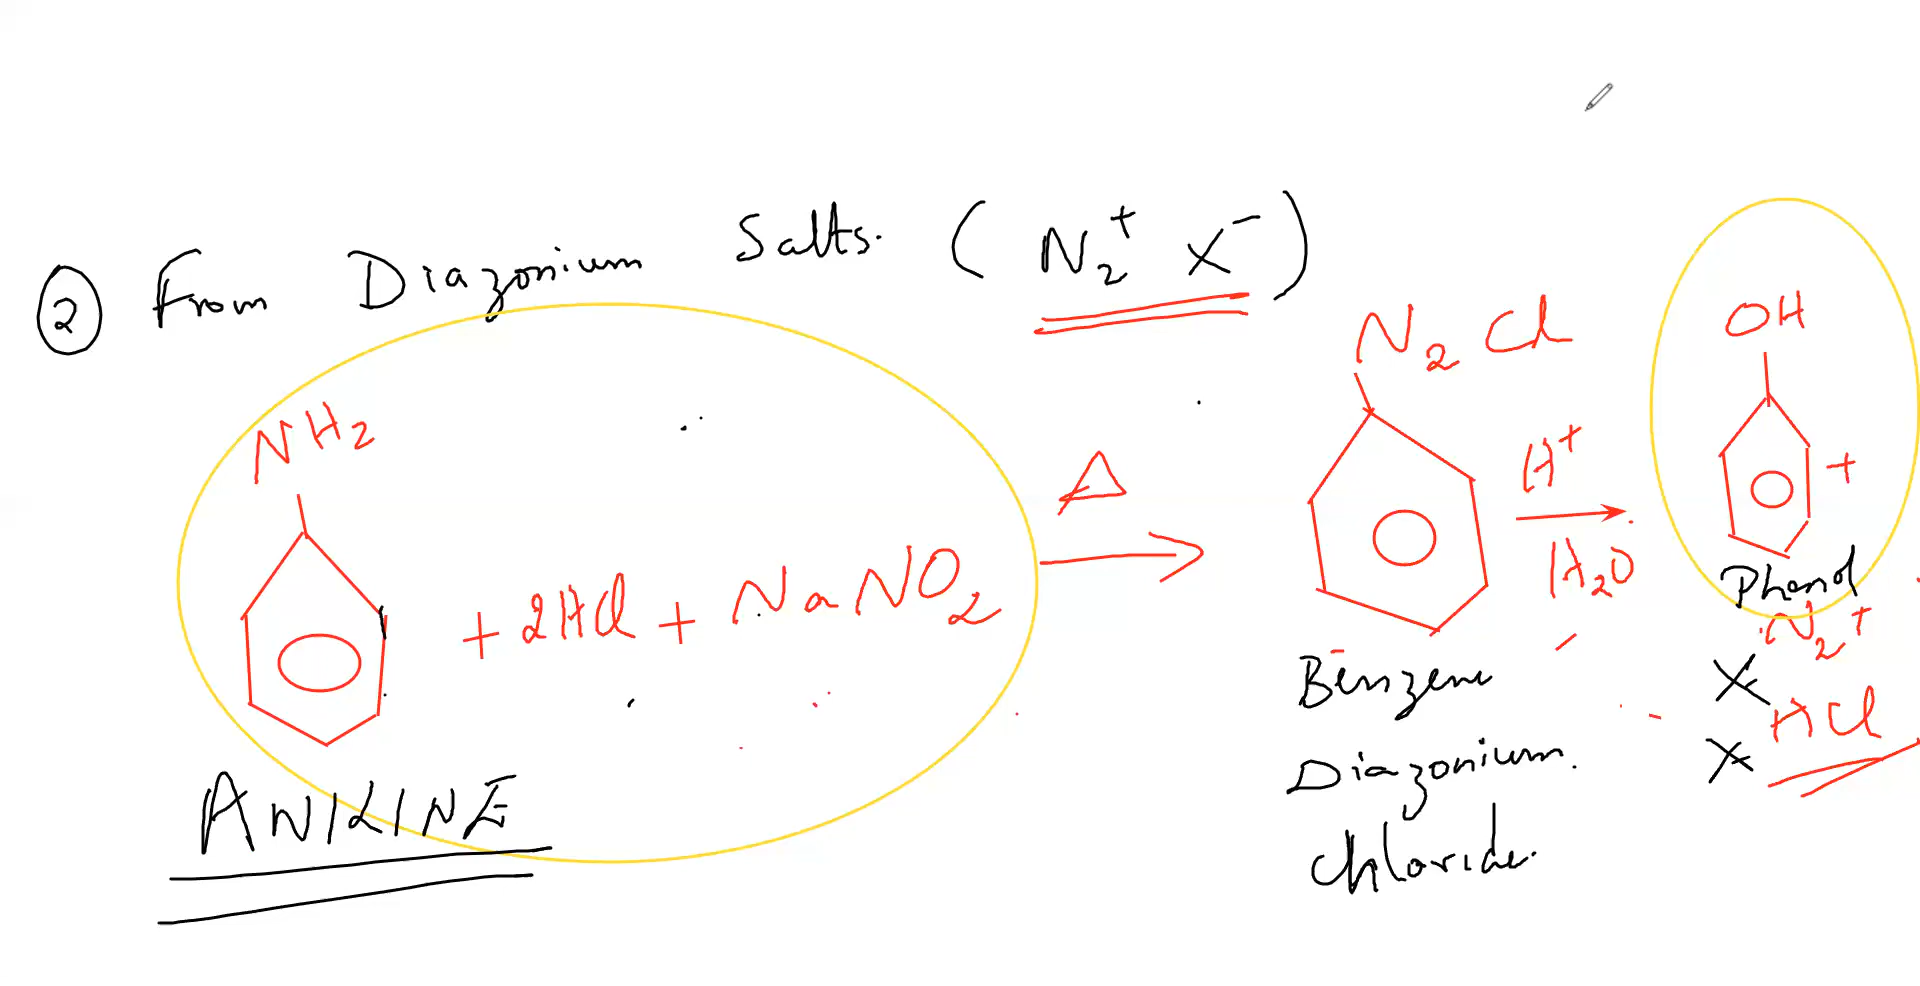 ② From Diazonium Salts. ( N₂⁺ X⁻ )
NH₂
+ 2HCl + NaNO₂
Δ
ANILINE
N₂Cl
Benzene
Diazonium.
Chloride.
H⁺
H₂O
OH
+
Phenol
N₂ +
HCl